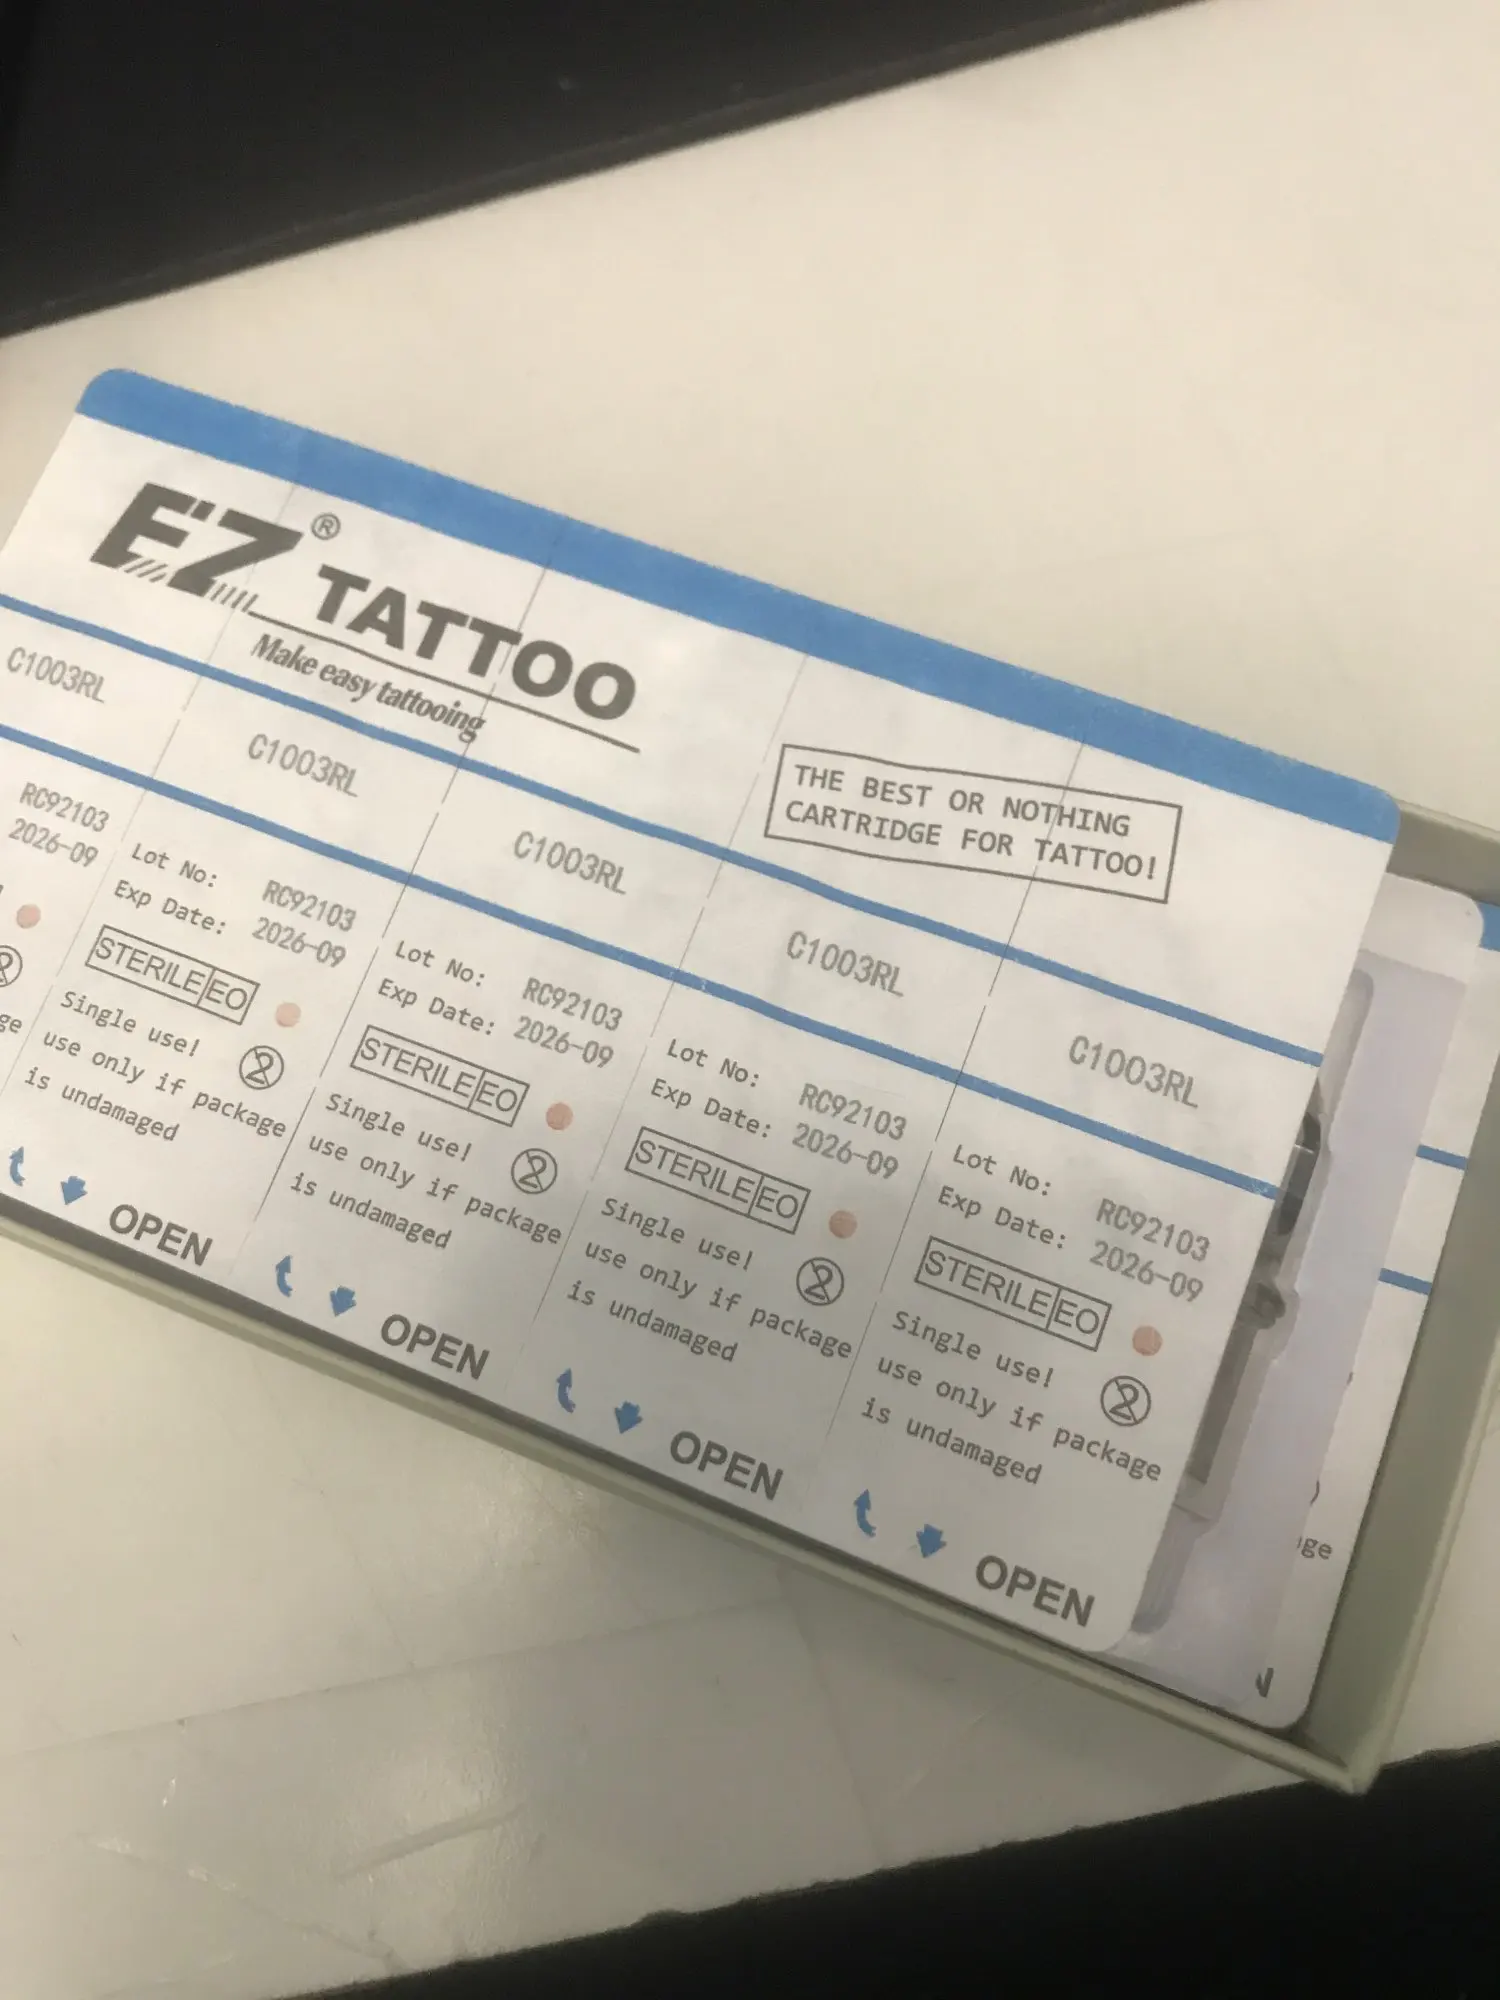 EZ® TATTOO
Make easy tattooing
THE BEST OR NOTHING
CARTRIDGE FOR TATTOO!
C1003RL
C1003RL
C1003RL
C1003RL
C1003RL
RC92103
2026-09
Lot No: RC92103
Exp Date: 2026-09
STERILE EO
Single use!
2
use only if package
is undamaged
OPEN
Lot No: RC92103
Exp Date: 2026-09
STERILE EO
Single use!
2
use only if package
is undamaged
OPEN
Lot No: RC92103
Exp Date: 2026-09
STERILE EO
Single use!
2
use only if package
is undamaged
OPEN
Lot No: RC92103
Exp Date: 2026-09
STERILE EO
Single use!
2
use only if package
is undamaged
OPEN